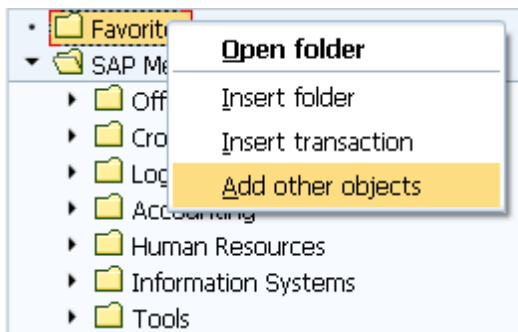 Favorit
Open folder
SAP Me
Insert folder
Off
Cro
Insert transaction
Log
Add other objects
Accounting
Human Resources
Information Systems
Tools